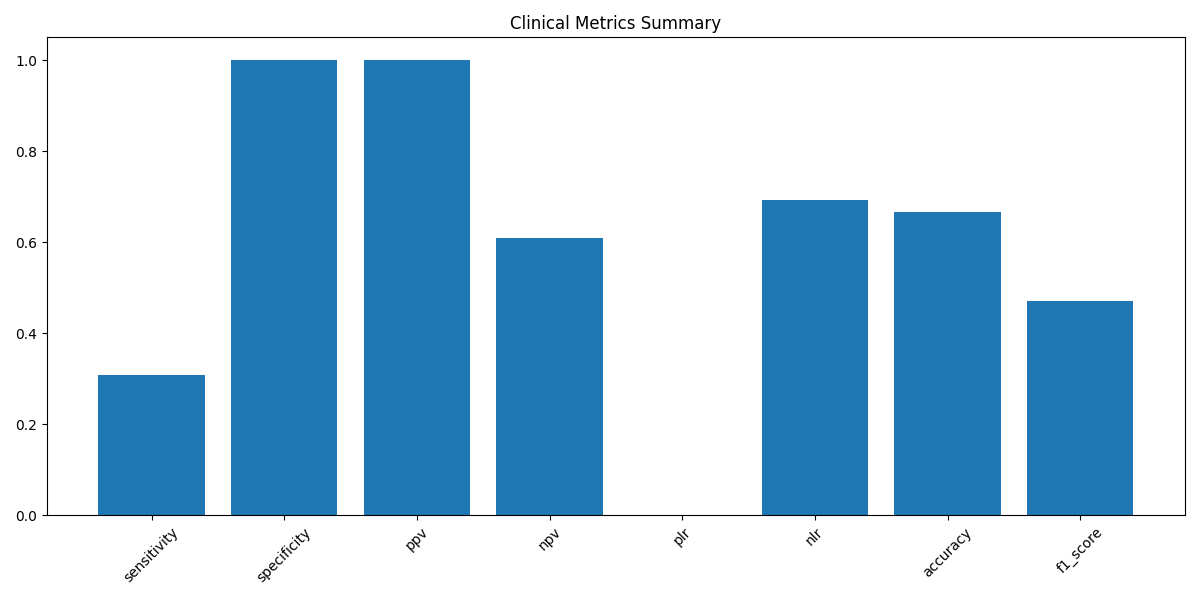 Clinical Metrics Summary
1.0
0.8
0.6
0.4
0.2
0.0
sensitivity
specificity
ppv
npv
plr
nlr
accuracy
f1_score